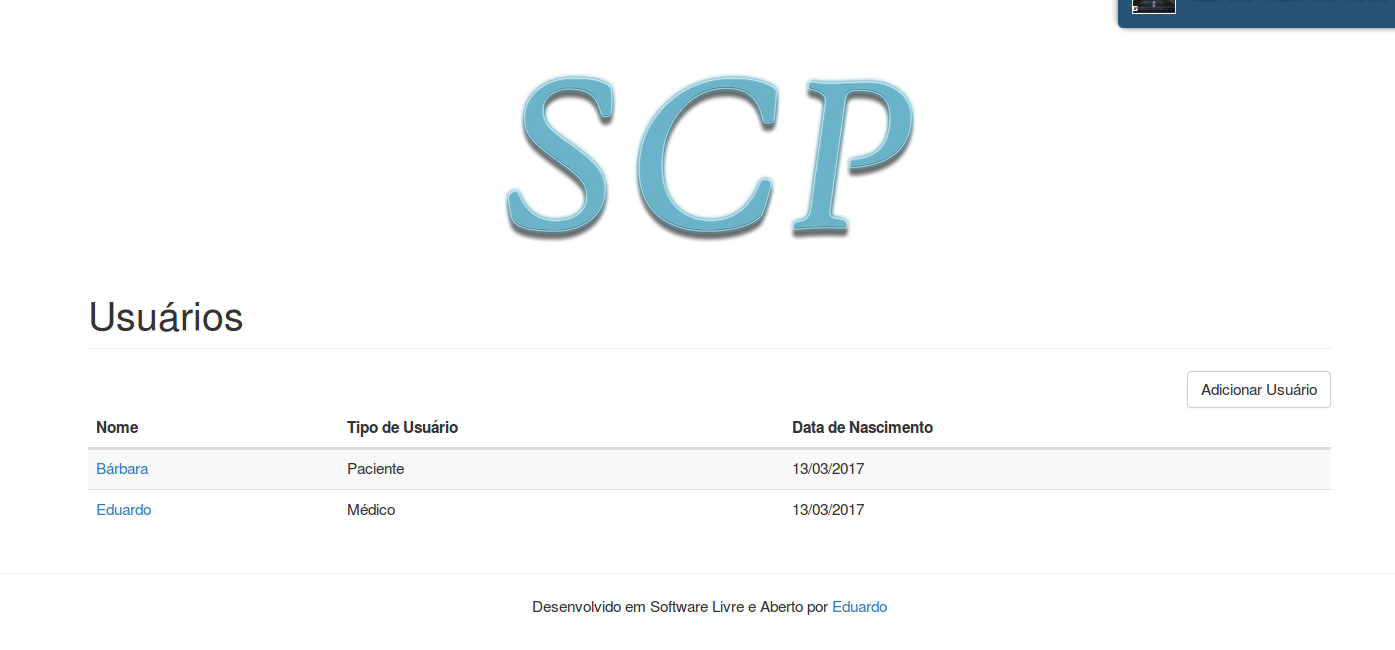 SCP
Usuários
Adicionar Usuário
Nome Tipo de Usuário Data de Nascimento
Bárbara Paciente 13/03/2017
Eduardo Médico 13/03/2017
Desenvolvido em Software Livre e Aberto por Eduardo